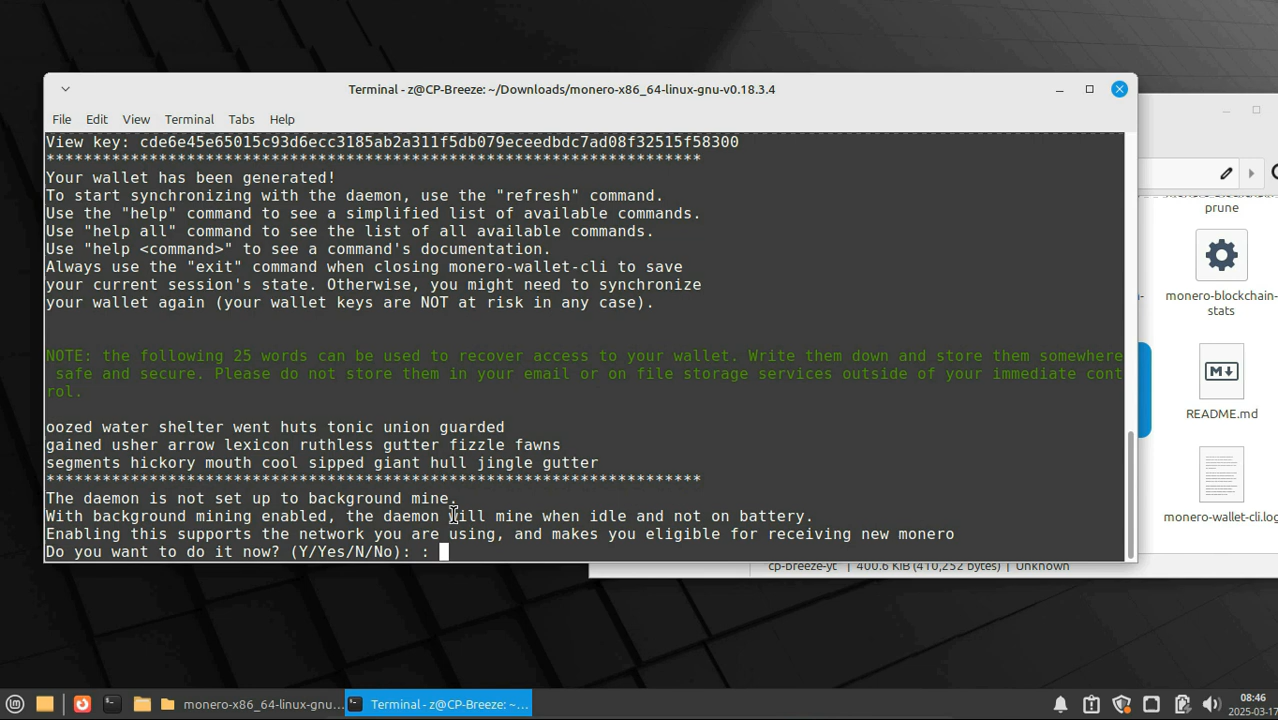 Terminal - z@CP-Breeze: ~/Downloads/monero-x86_64-linux-gnu-v0.18.3.4
File Edit View Terminal Tabs Help
View key: cde6e45e65015c93d6ecc3185ab2a311f5db079eceedbdc7ad08f32515f58300
**********************************************************************
Your wallet has been generated!
To start synchronizing with the daemon, use the "refresh" command.
Use the "help" command to see a simplified list of available commands.
Use "help all" command to see the list of all available commands.
Use "help <command>" to see a command's documentation.
Always use the "exit" command when closing monero-wallet-cli to save
your current session's state. Otherwise, you might need to synchronize
your wallet again (your wallet keys are NOT at risk in any case).
NOTE: the following 25 words can be used to recover access to your wallet. Write them down and store them somewhere
safe and secure. Please do not store them in your email or on file storage services outside of your immediate cont
rol.
oozed water shelter went huts tonic union guarded
gained usher arrow lexicon ruthless gutter fizzle fawns
segments hickory mouth cool sipped giant hull jingle gutter
**********************************************************************
The daemon is not set up to background mine.
With background mining enabled, the daemon will mine when idle and not on battery.
Enabling this supports the network you are using, and makes you eligible for receiving new monero
Do you want to do it now? (Y/Yes/N/No): :
prune
monero-blockchain-
stats
README.md
monero-wallet-cli.log
cp-breeze-yt | 400.6 KiB (410,252 bytes) | Unknown
monero-x86_64-linux-gnu...
Terminal - z@CP-Breeze: ~...
08:46
2025-03-17